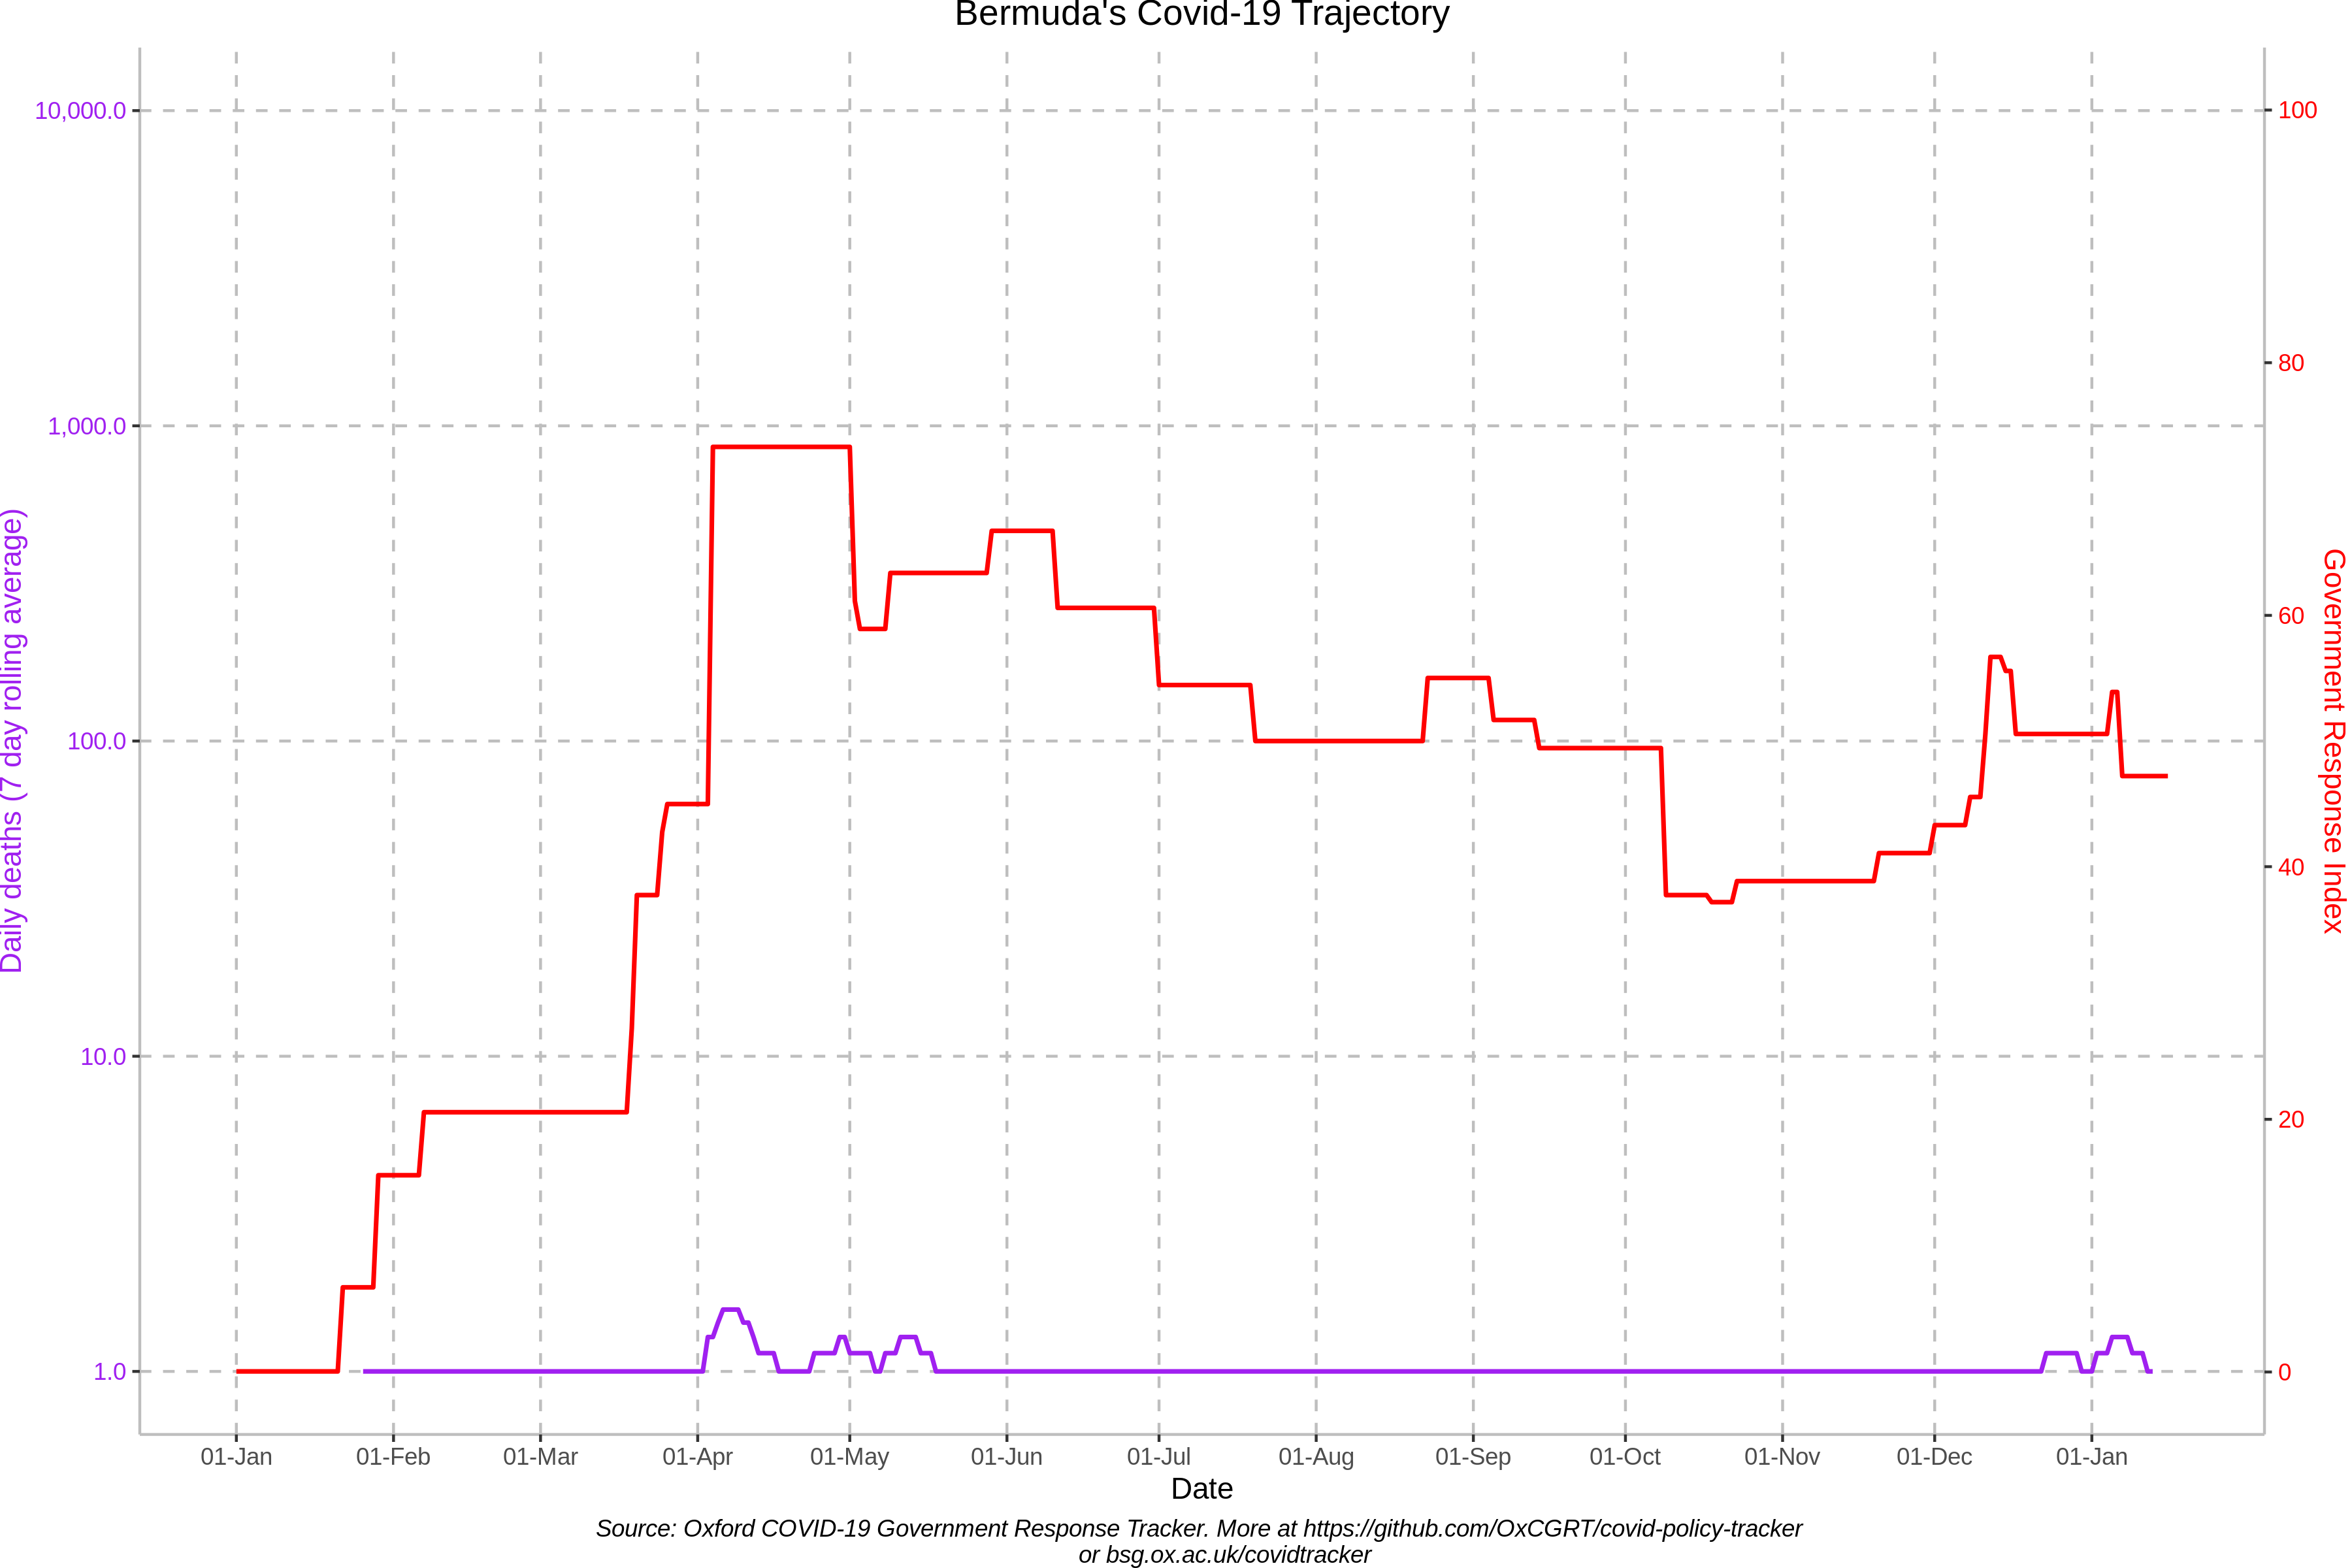 Bermuda's Covid-19 Trajectory
10,000.0
1,000.0
100.0
10.0
1.0
Daily deaths (7 day rolling average)
100
80
60
40
20
0
Government Response Index
01-Jan 01-Feb 01-Mar 01-Apr 01-May 01-Jun 01-Jul 01-Aug 01-Sep 01-Oct 01-Nov 01-Dec 01-Jan
Date
Source: Oxford COVID-19 Government Response Tracker. More at https://github.com/OxCGRT/covid-policy-tracker
or bsg.ox.ac.uk/covidtracker